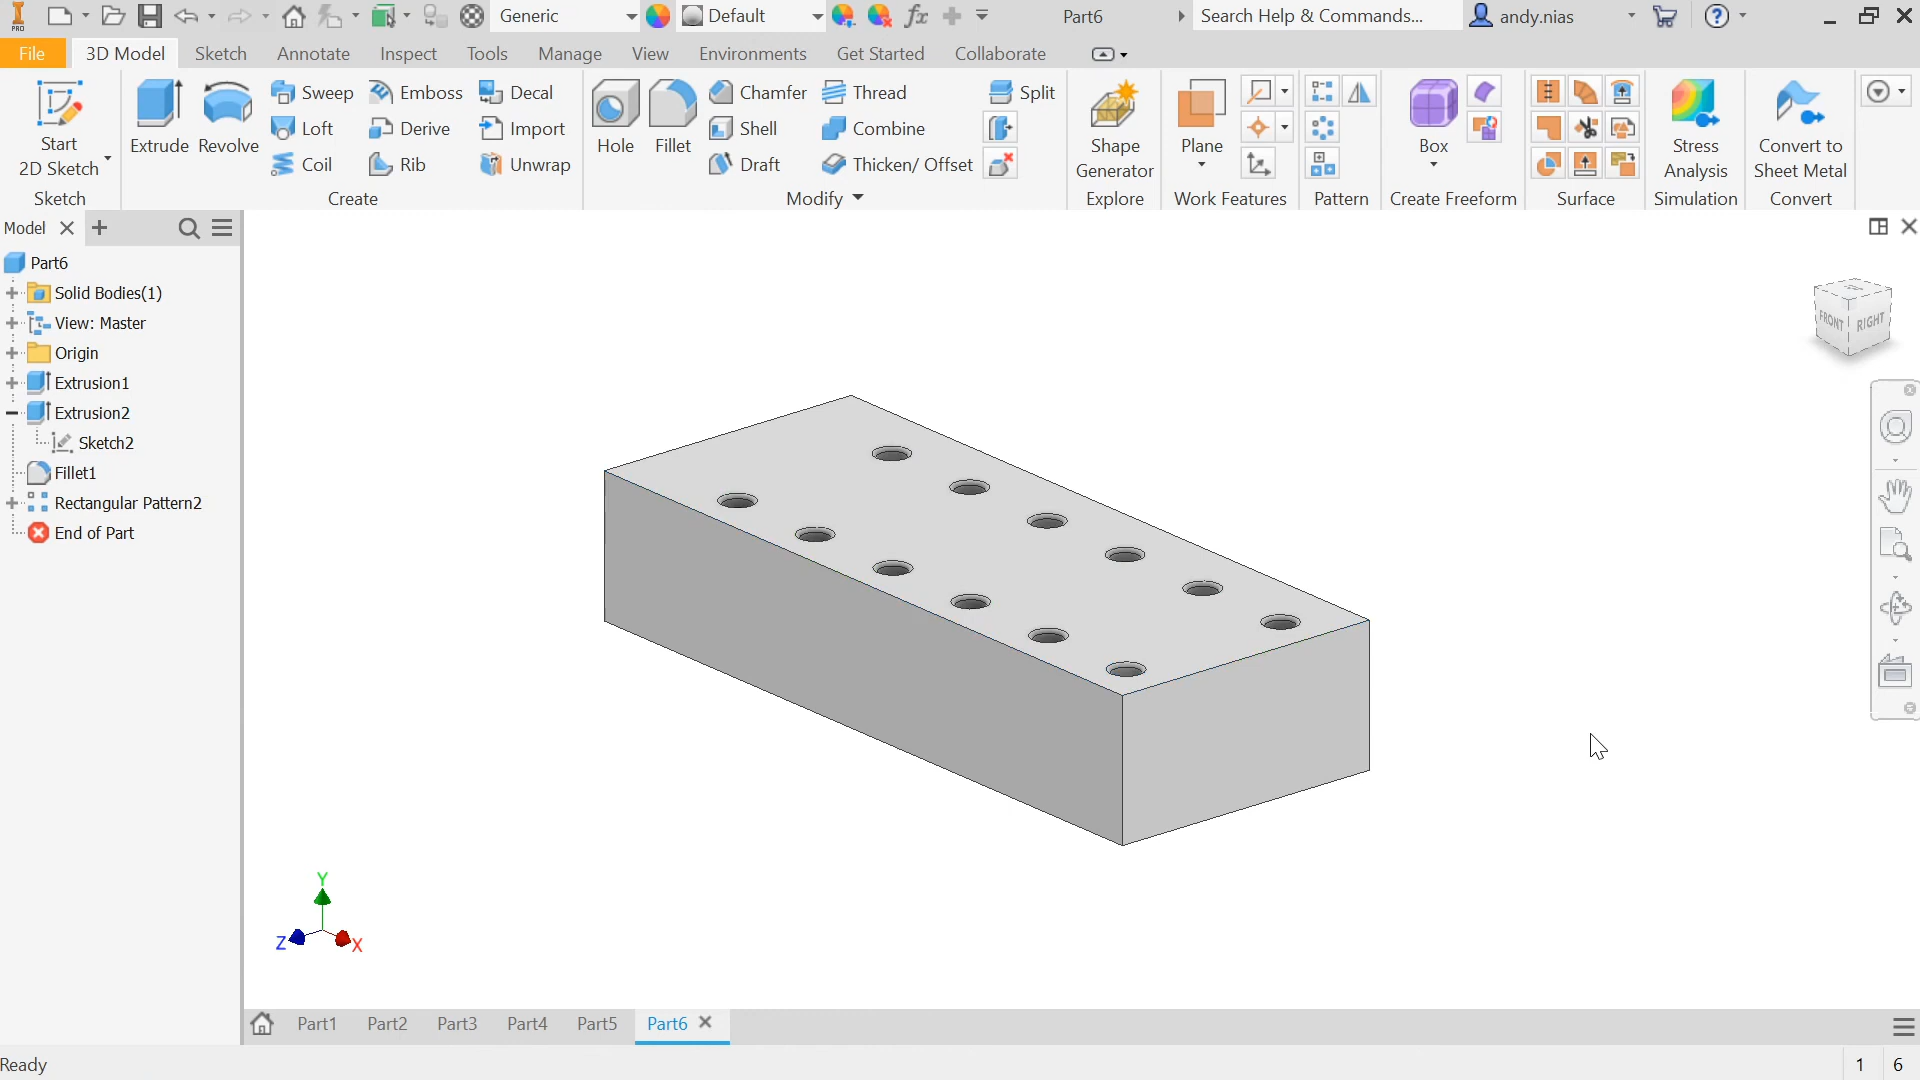 PRO
Generic
Default
fx
Part6
Search Help & Commands...
andy.nias
File
3D Model
Sketch
Annotate
Inspect
Tools
Manage
View
Environments
Get Started
Collaborate
Start
2D Sketch
Extrude
Revolve
Sweep
Loft
Coil
Emboss
Derive
Rib
Decal
Import
Unwrap
Hole
Fillet
Chamfer
Shell
Draft
Thread
Combine
Thicken/ Offset
Split
Shape
Generator
Plane
Box
Stress
Analysis
Convert to
Sheet Metal
Sketch
Create
Modify
Explore
Work Features
Pattern
Create Freeform
Surface
Simulation
Convert
Model
Part6
Solid Bodies(1)
View: Master
Origin
Extrusion1
Extrusion2
Sketch2
Fillet1
Rectangular Pattern2
End of Part
FRONT
RIGHT
Y
Z
X
Part1
Part2
Part3
Part4
Part5
Part6
Ready
1
6